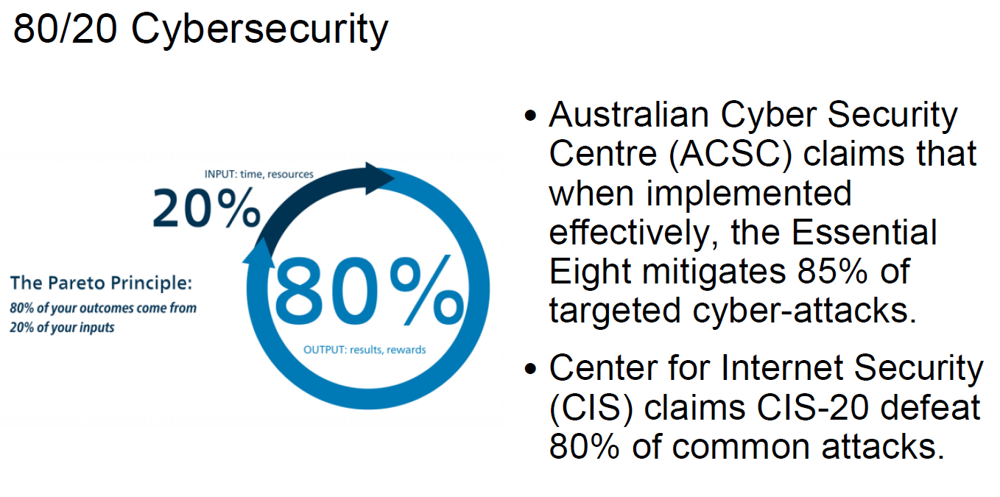 80/20 Cybersecurity
INPUT: time, resources
20%
The Pareto Principle:
80% of your outcomes come from
20% of your inputs
80%
OUTPUT: results, rewards
• Australian Cyber Security
Centre (ACSC) claims that
when implemented
effectively, the Essential
Eight mitigates 85% of
targeted cyber-attacks.
• Center for Internet Security
(CIS) claims CIS-20 defeat
80% of common attacks.